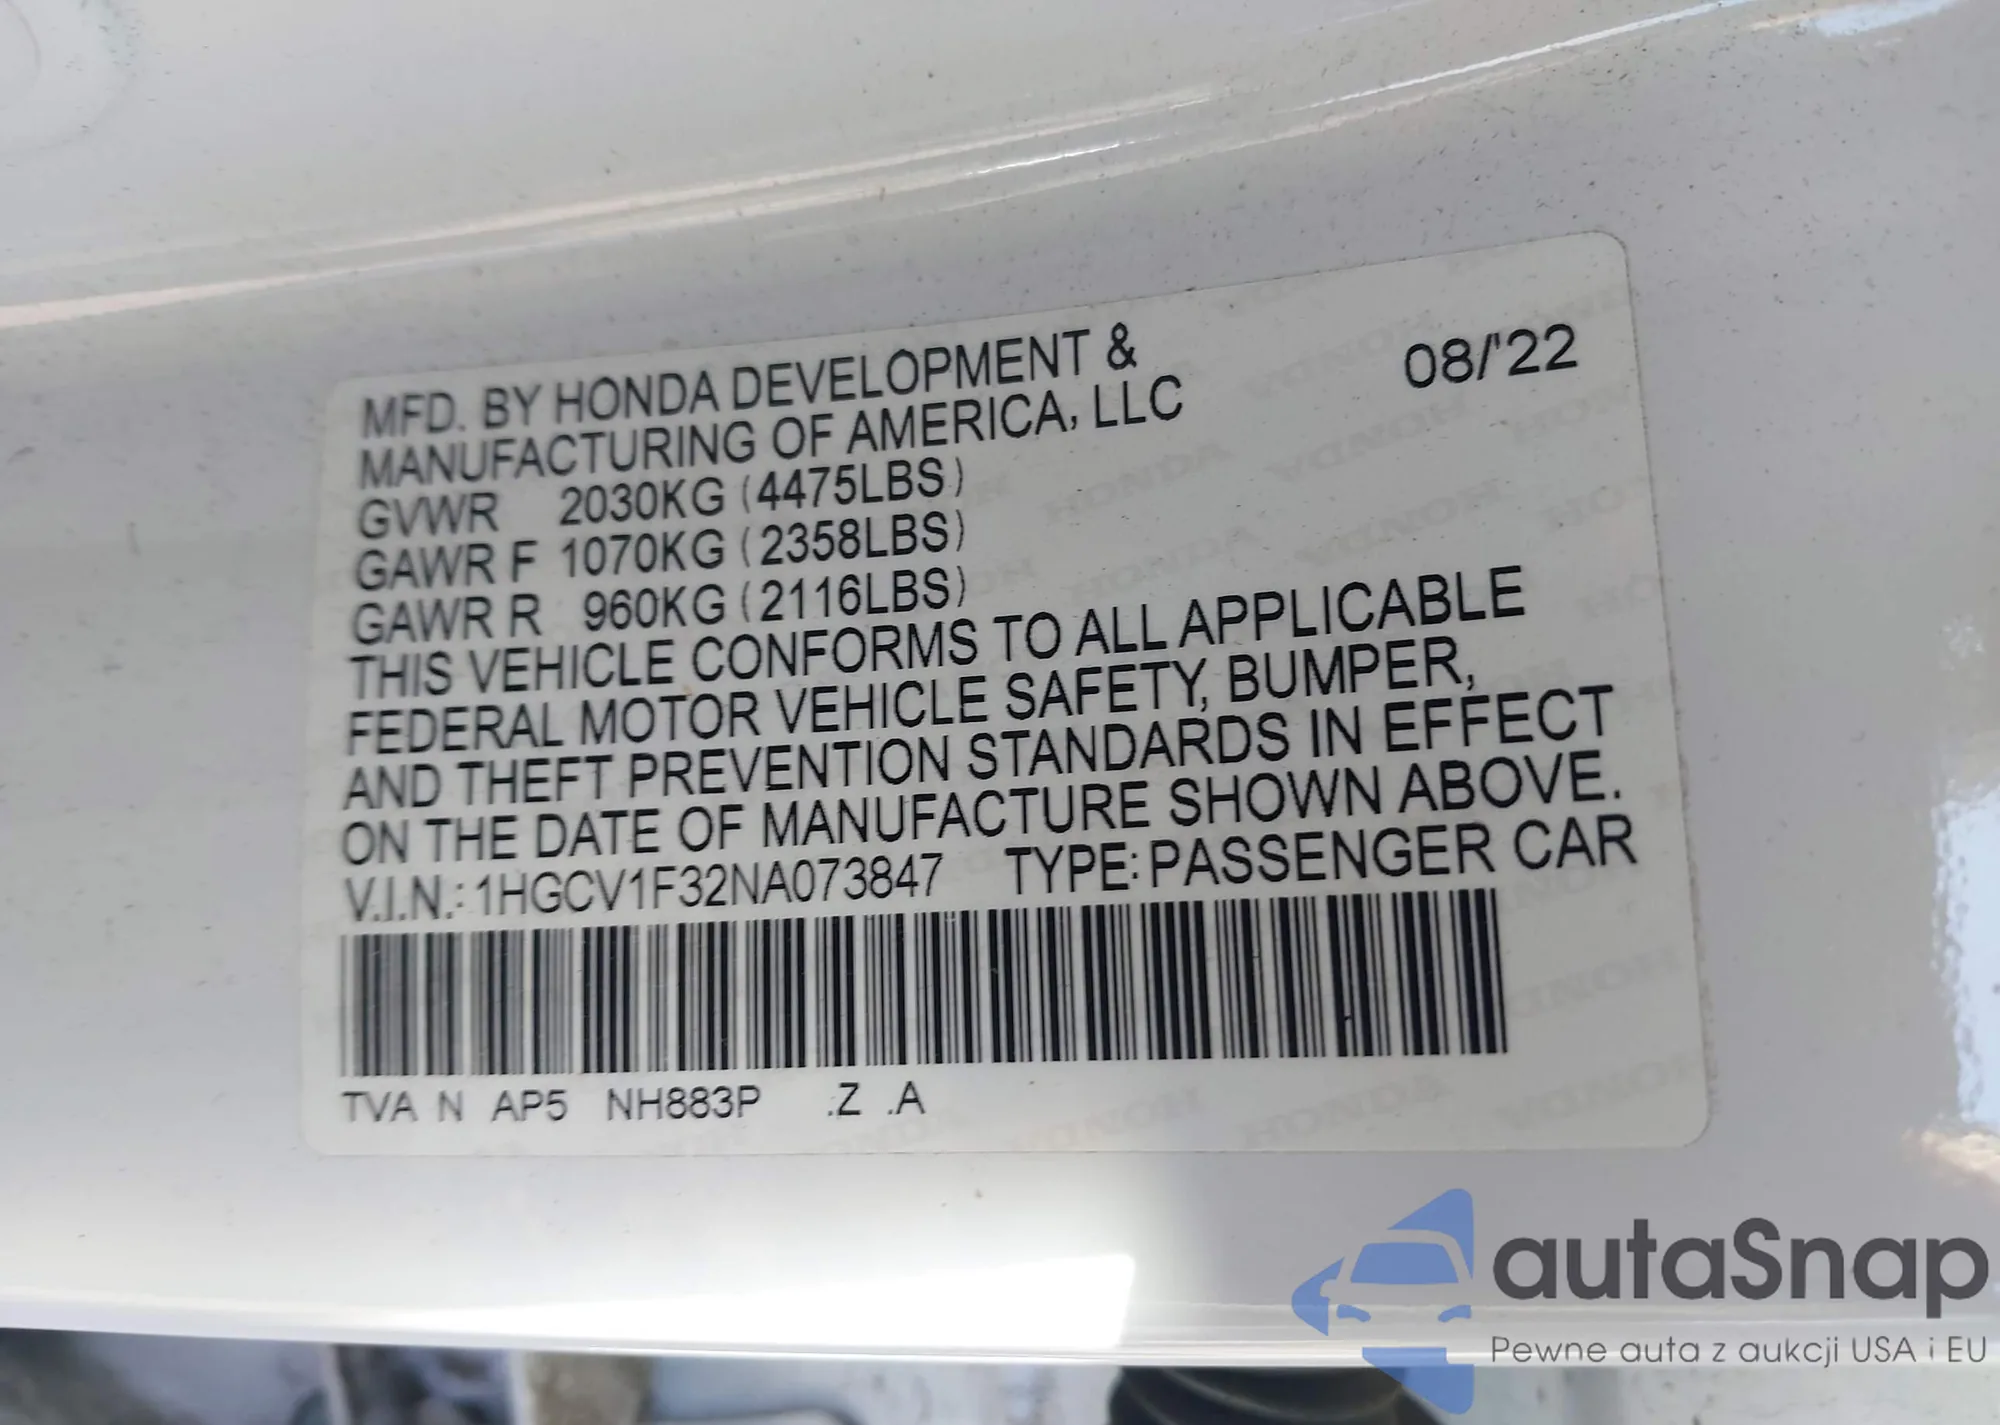 MFD. BY HONDA DEVELOPMENT &
MANUFACTURING OF AMERICA, LLC
08/'22
GVWR 2030KG (4475LBS)
GAWR F 1070KG (2358LBS)
GAWR R 960KG (2116LBS)
THIS VEHICLE CONFORMS TO ALL APPLICABLE
FEDERAL MOTOR VEHICLE SAFETY, BUMPER,
AND THEFT PREVENTION STANDARDS IN EFFECT
ON THE DATE OF MANUFACTURE SHOWN ABOVE.
V.I.N.: 1HGCV1F32NA073847 TYPE: PASSENGER CAR
TVA N AP5 NH883P .Z .A
autaSnap
Pewne auta z aukcji USA i EU